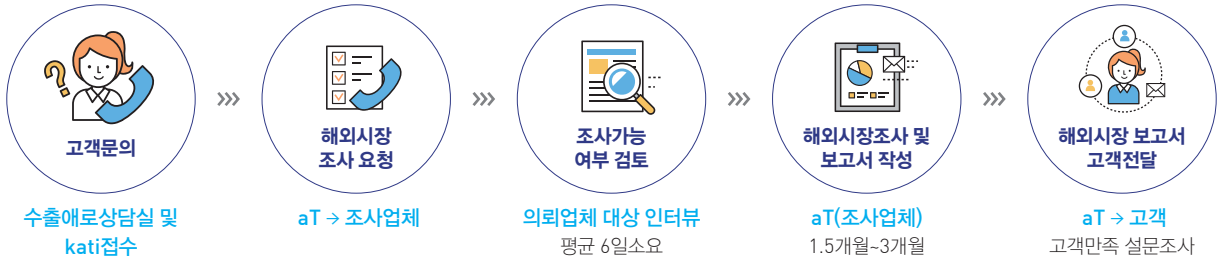 고객문의
수출애로상담실 및
kati접수
해외시장
조사 요청
aT → 조사업체
조사가능
여부 검토
의뢰업체 대상 인터뷰
평균 6일소요
해외시장조사 및
보고서 작성
aT(조사업체)
1.5개월~3개월
해외시장 보고서
고객전달
aT → 고객
고객만족 설문조사